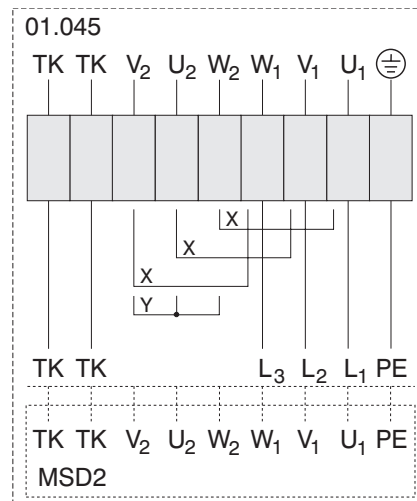 01.045
TK TK V₂ U₂ W₂ W₁ V₁ U₁
X
X
X
Y
TK TK L₃ L₂ L₁ PE
TK TK V₂ U₂ W₂ W₁ V₁ U₁ PE
MSD2